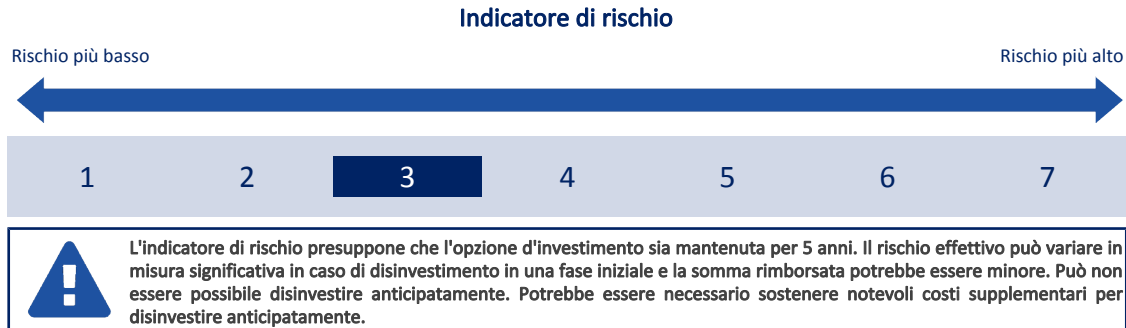 Indicatore di rischio
Rischio più basso
Rischio più alto
1 2 3 4 5 6 7
L'indicatore di rischio presuppone che l'opzione d'investimento sia mantenuta per 5 anni. Il rischio effettivo può variare in
misura significativa in caso di disinvestimento in una fase iniziale e la somma rimborsata potrebbe essere minore. Può non
essere possibile disinvestire anticipatamente. Potrebbe essere necessario sostenere notevoli costi supplementari per
disinvestire anticipatamente.